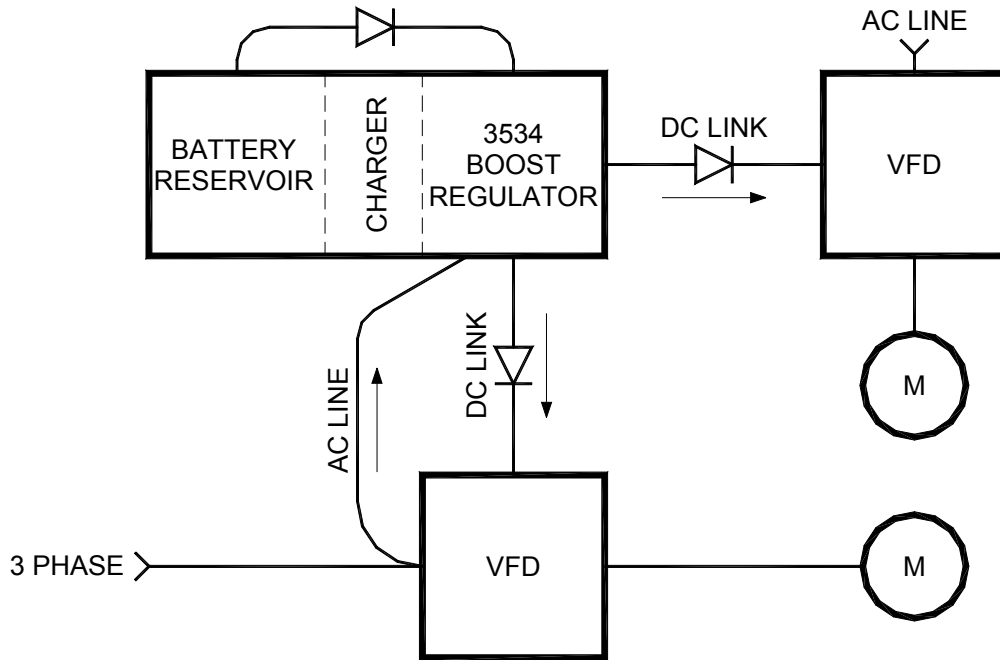 AC LINE
BATTERY
RESERVOIR
CHARGER
3534
BOOST
REGULATOR
DC LINK
VFD
DC LINK
AC LINE
M
3 PHASE
VFD
M